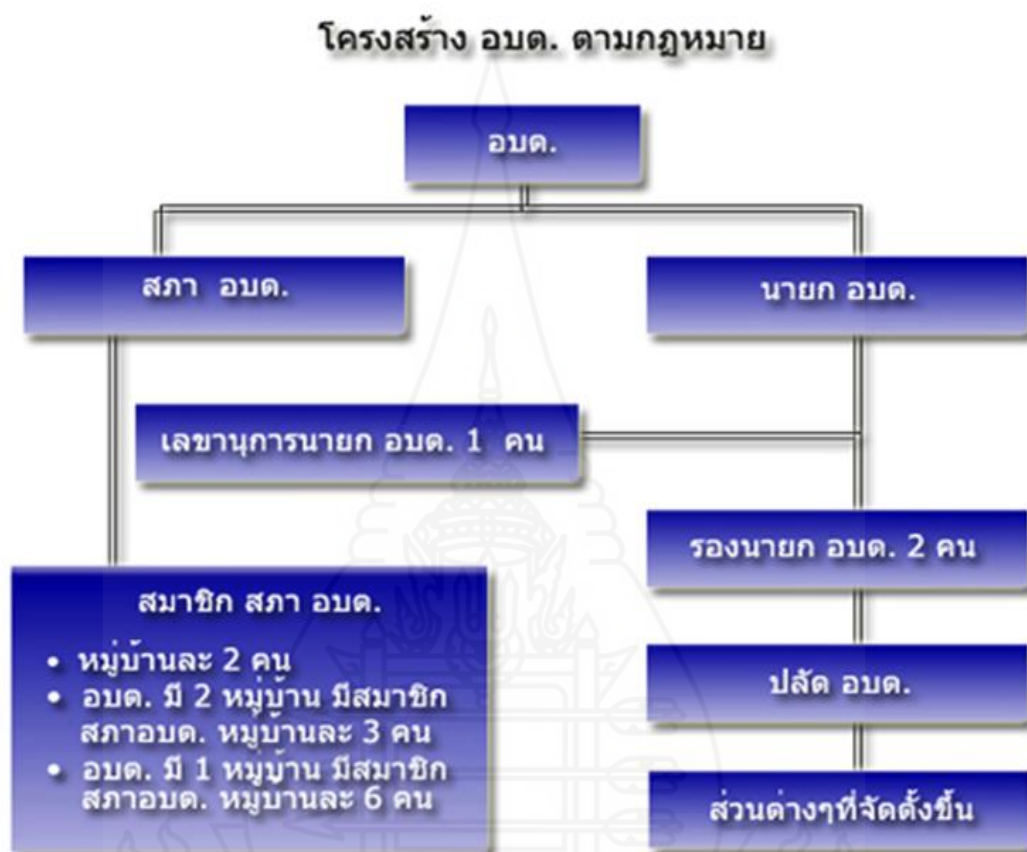 โครงสร้าง อบต. ตามกฎหมาย
อบต.
สภา อบต.
นายก อบต.
เลขานุการนายก อบต. 1 คน
รองนายก อบต. 2 คน
สมาชิก สภา อบต.
• หมู่บ้านละ 2 คน
• อบต. มี 2 หมู่บ้าน มีสมาชิก
สภาอบต. หมู่บ้านละ 3 คน
• อบต. มี 1 หมู่บ้าน มีสมาชิก
สภาอบต. หมู่บ้านละ 6 คน
ปลัด อบต.
ส่วนต่างๆที่จัดตั้งขึ้น